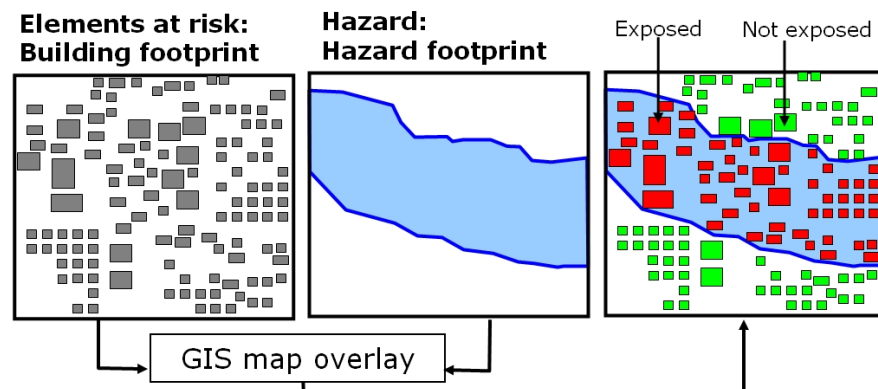 Elements at risk:
Building footprint
Hazard:
Hazard footprint
Exposed
Not exposed
GIS map overlay